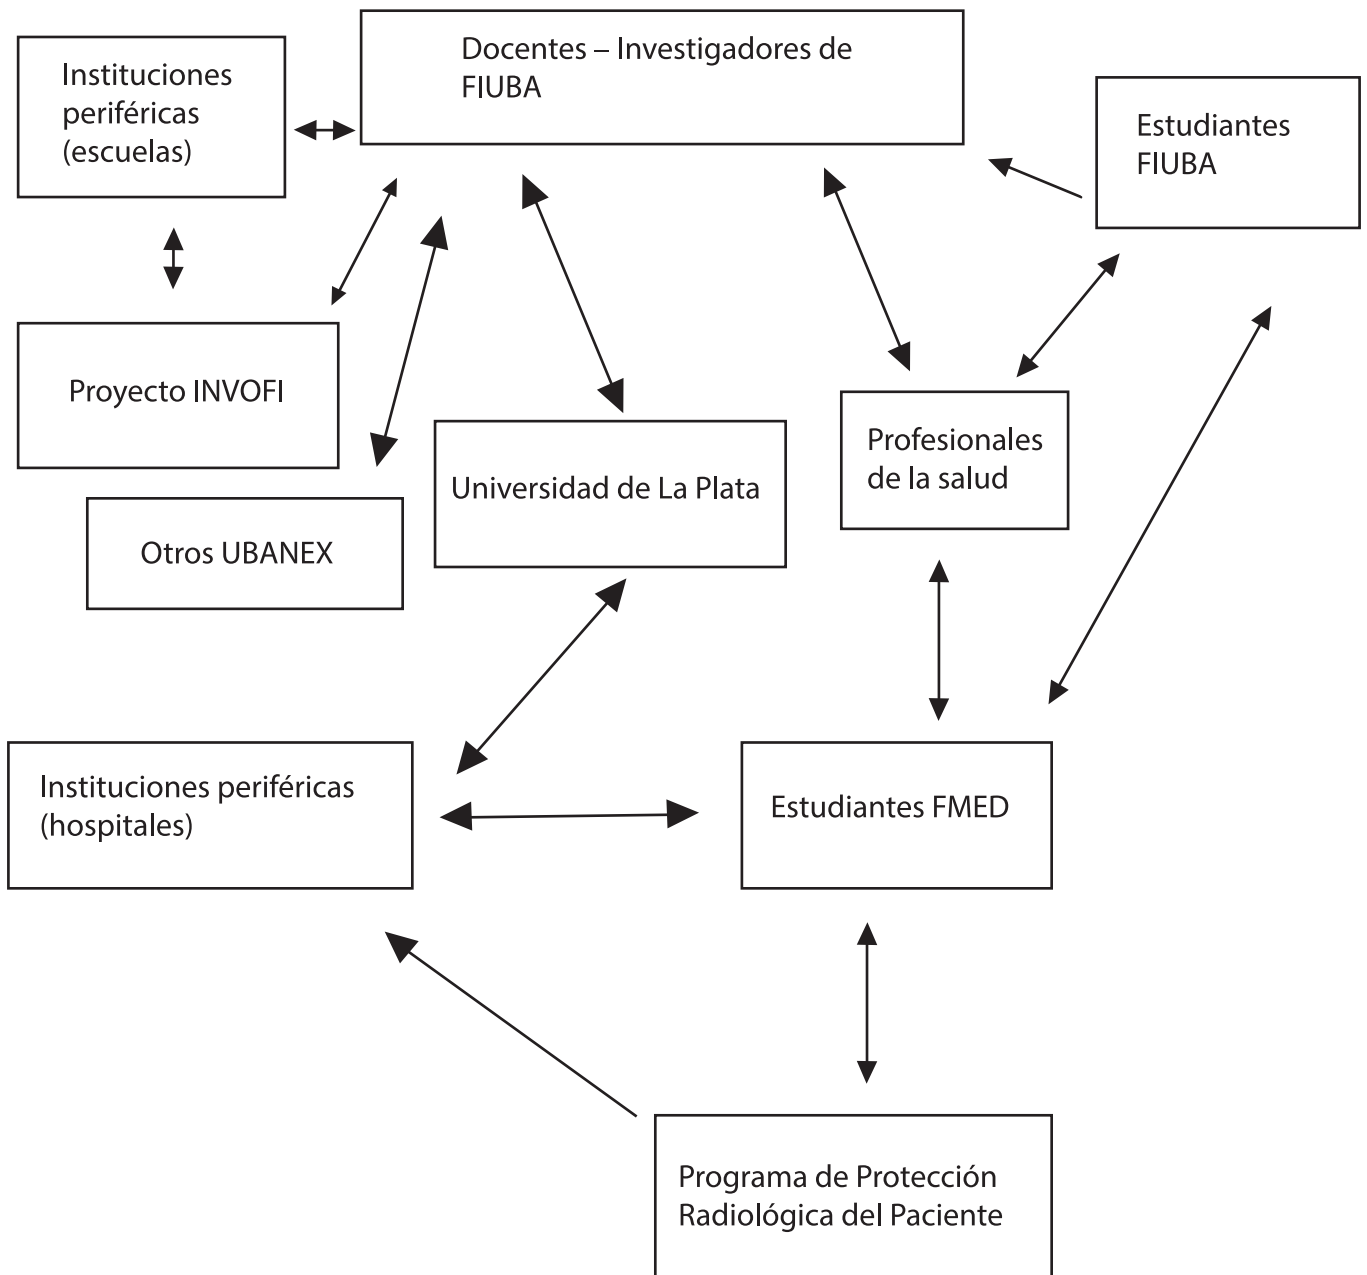 Docentes – Investigadores de
FIUBA
Instituciones
periféricas
(escuelas)
Estudiantes
FIUBA
Proyecto INVOFI
Profesionales
de la salud
Universidad de La Plata
Otros UBANEX
Instituciones periféricas
(hospitales)
Estudiantes FMED
Programa de Protección
Radiológica del Paciente